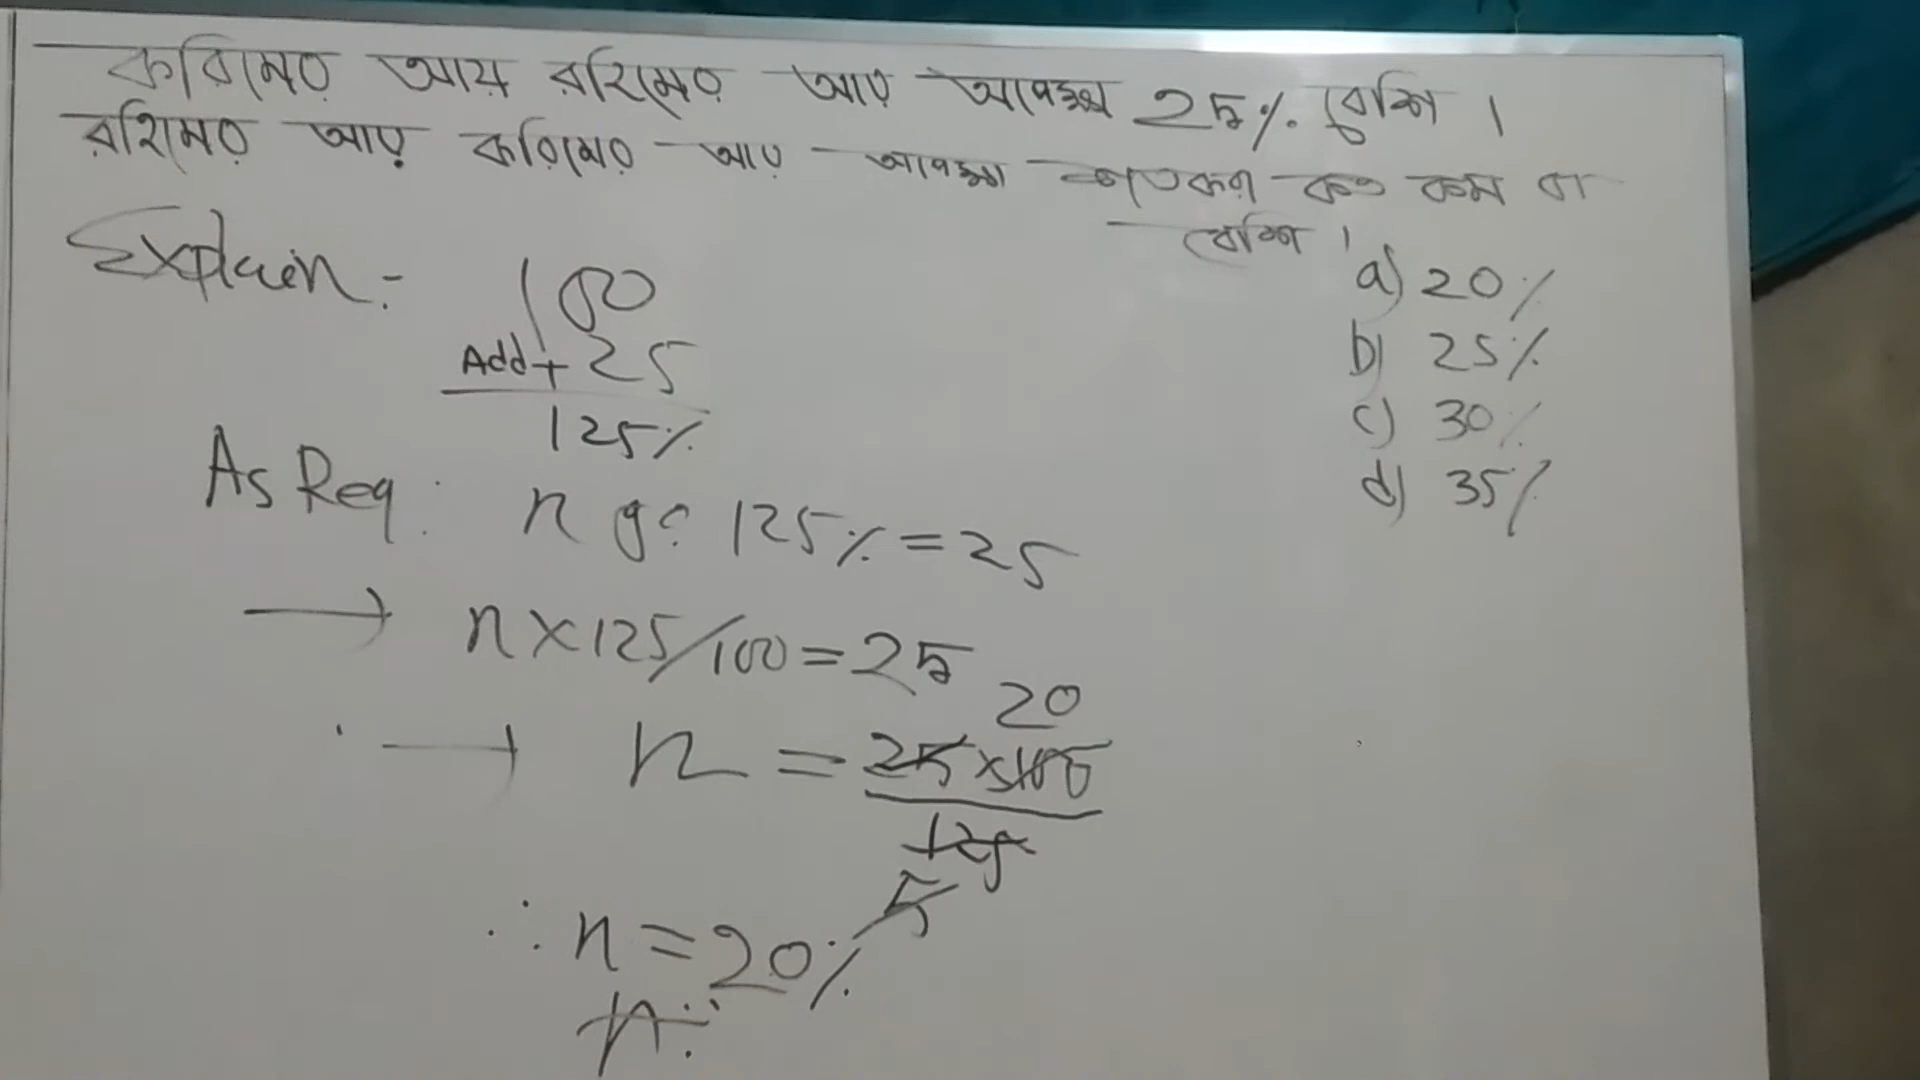 করিমের আয় রহিমের আয় অপেক্ষা 25% বেশি ।
রহিমের আয় করিমের আয় অপেক্ষা শতকরা কত কম বা
বেশি ।
a) 20%
b) 25%
c) 30%
d) 35%
Explain:-
100
Add + 25
125%
As Req: n এর 125% = 25
→ n × 125/100 = 25
20
→ n = 25 × 100
125
5
∴ n = 20%